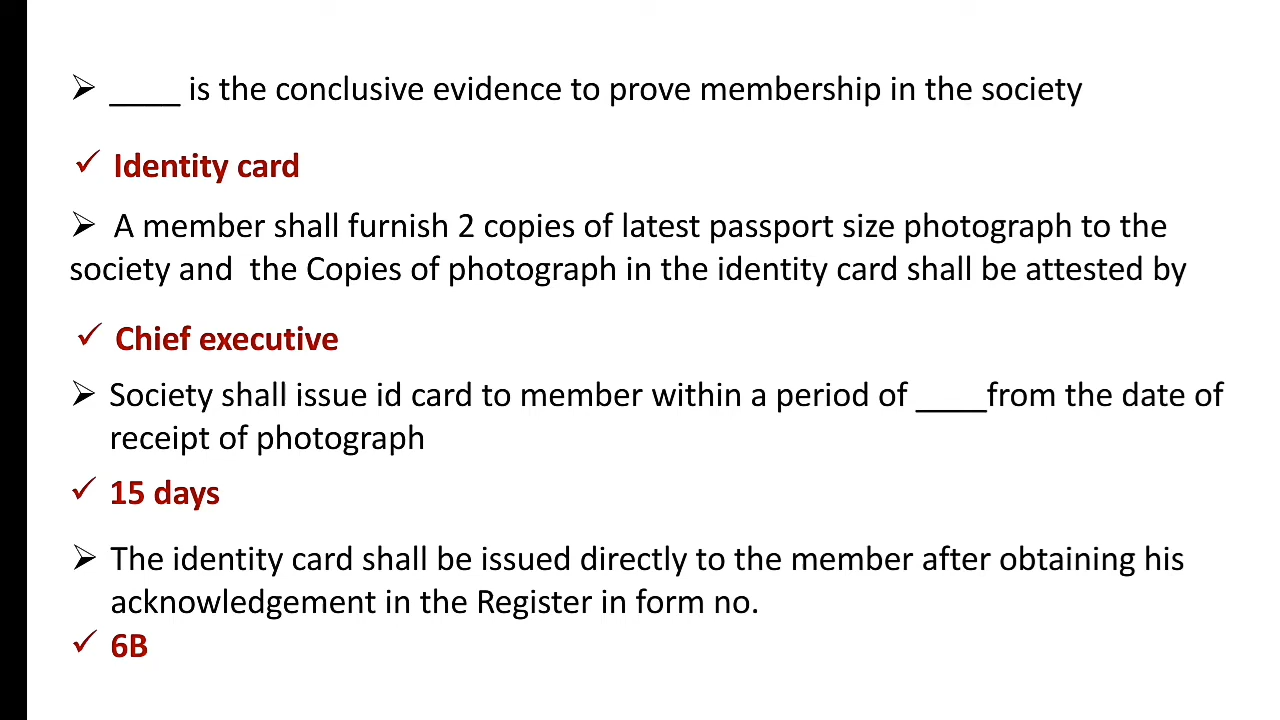 ➢ ____ is the conclusive evidence to prove membership in the society
✓ Identity card
➢ A member shall furnish 2 copies of latest passport size photograph to the
society and the Copies of photograph in the identity card shall be attested by
✓ Chief executive
➢ Society shall issue id card to member within a period of ____from the date of
receipt of photograph
✓ 15 days
➢ The identity card shall be issued directly to the member after obtaining his
acknowledgement in the Register in form no.
✓ 6B